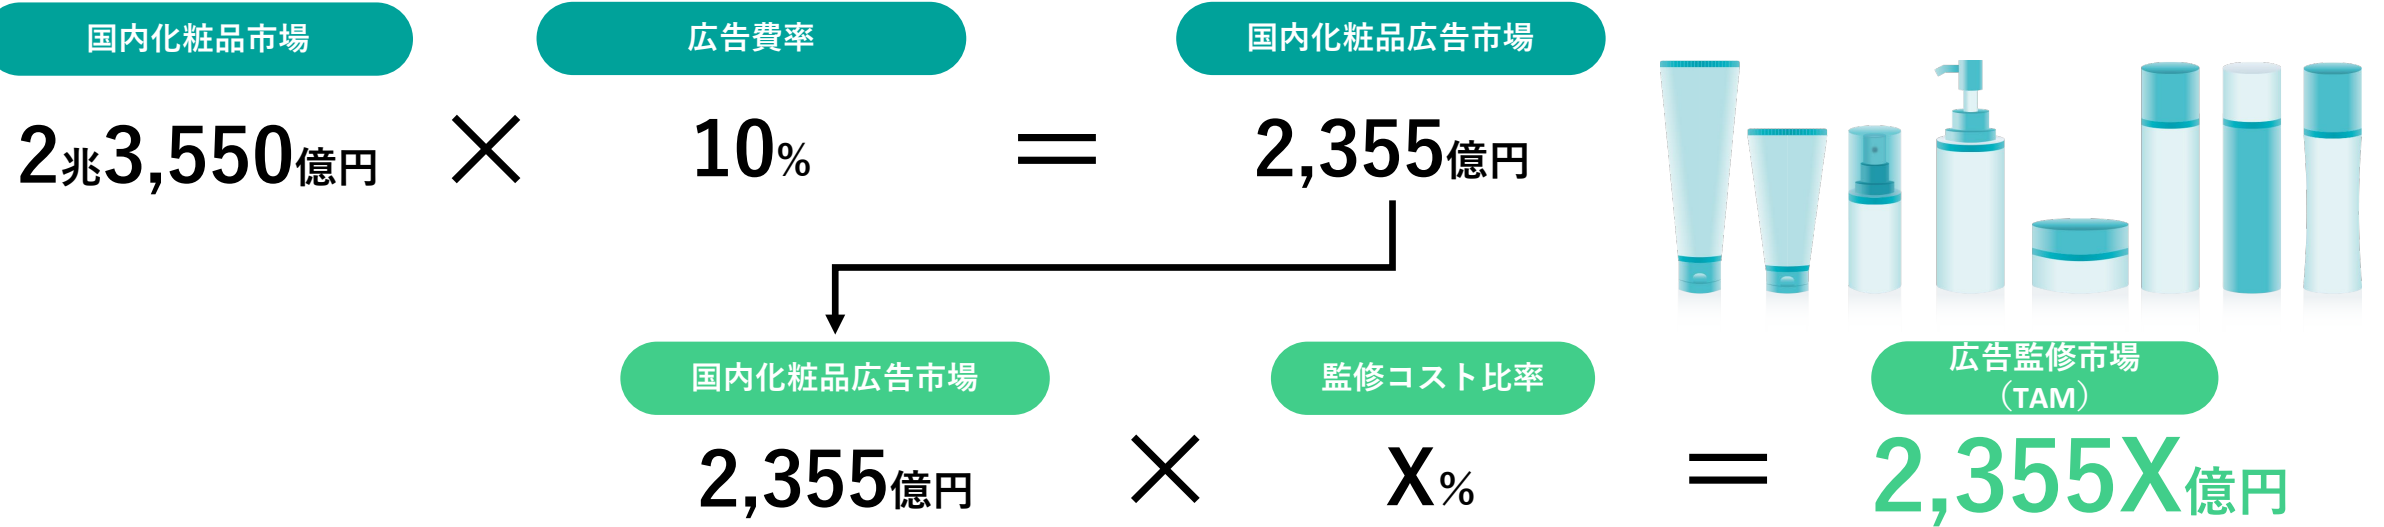 国内化粧品市場
広告費率
国内化粧品広告市場
2兆3,550億円
×
10%
=
2,355億円
国内化粧品広告市場
監修コスト比率
広告監修市場
（TAM）
2,355億円
×
X%
=
2,355X億円